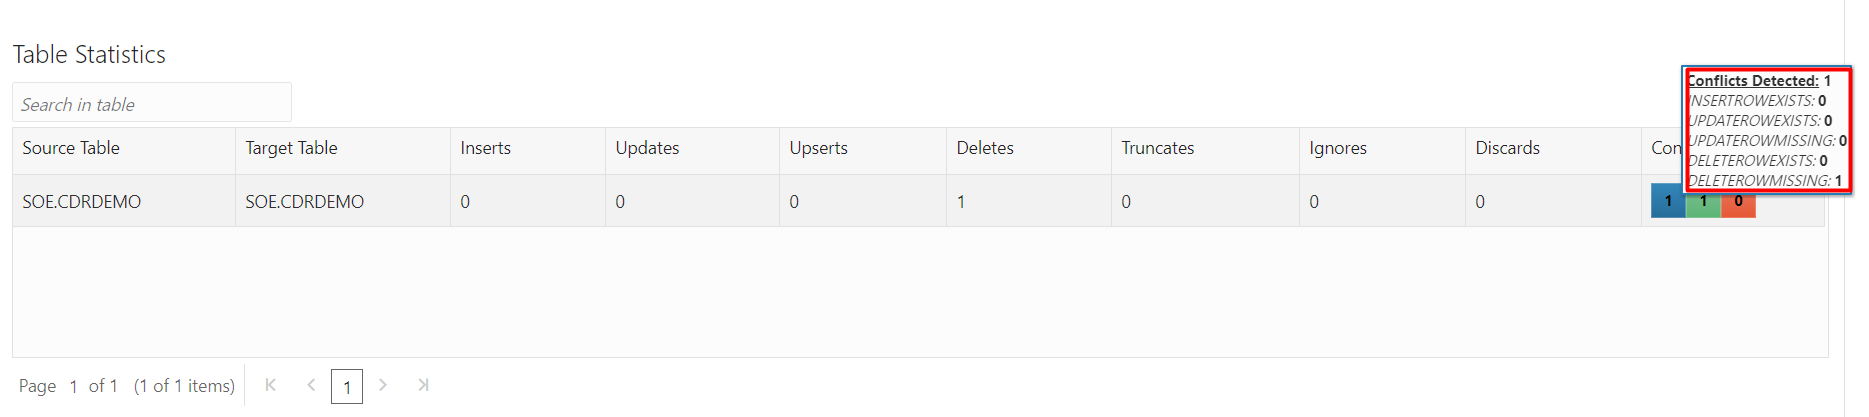 Table Statistics
Search in table
Conflicts Detected: 1
INSERTROWEXISTS: 0
UPDATEROWEXISTS: 0
UPDATEROWMISSING: 0
DELETEROWEXISTS: 0
DELETEROWMISSING: 1
Source Table Target Table Inserts Updates Upserts Deletes Truncates Ignores Discards Con
SOE.CDRDEMO SOE.CDRDEMO 0 0 0 1 0 0 0 1 1 0
Page 1 of 1 (1 of 1 items) 1